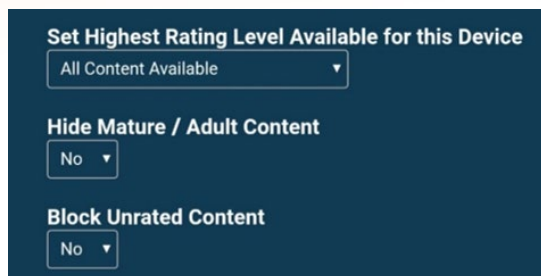 Set Highest Rating Level Available for this Device
All Content Available
Hide Mature / Adult Content
No
Block Unrated Content
No